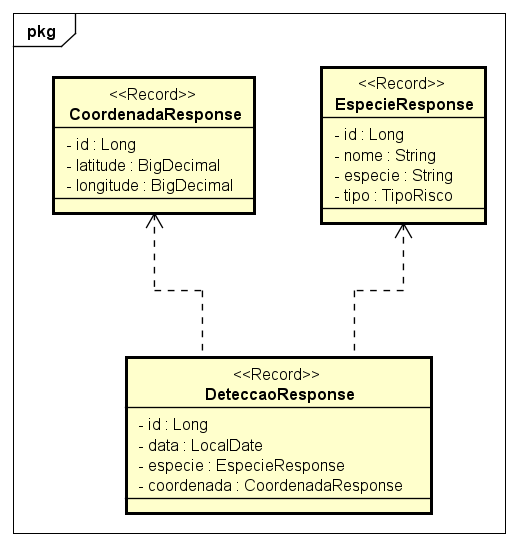 pkg
<<Record>>
CoordenadaResponse
- id : Long
- latitude : BigDecimal
- longitude : BigDecimal
<<Record>>
EspecieResponse
- id : Long
- nome : String
- especie : String
- tipo : TipoRisco
<<Record>>
DeteccaoResponse
- id : Long
- data : LocalDate
- especie : EspecieResponse
- coordenada : CoordenadaResponse